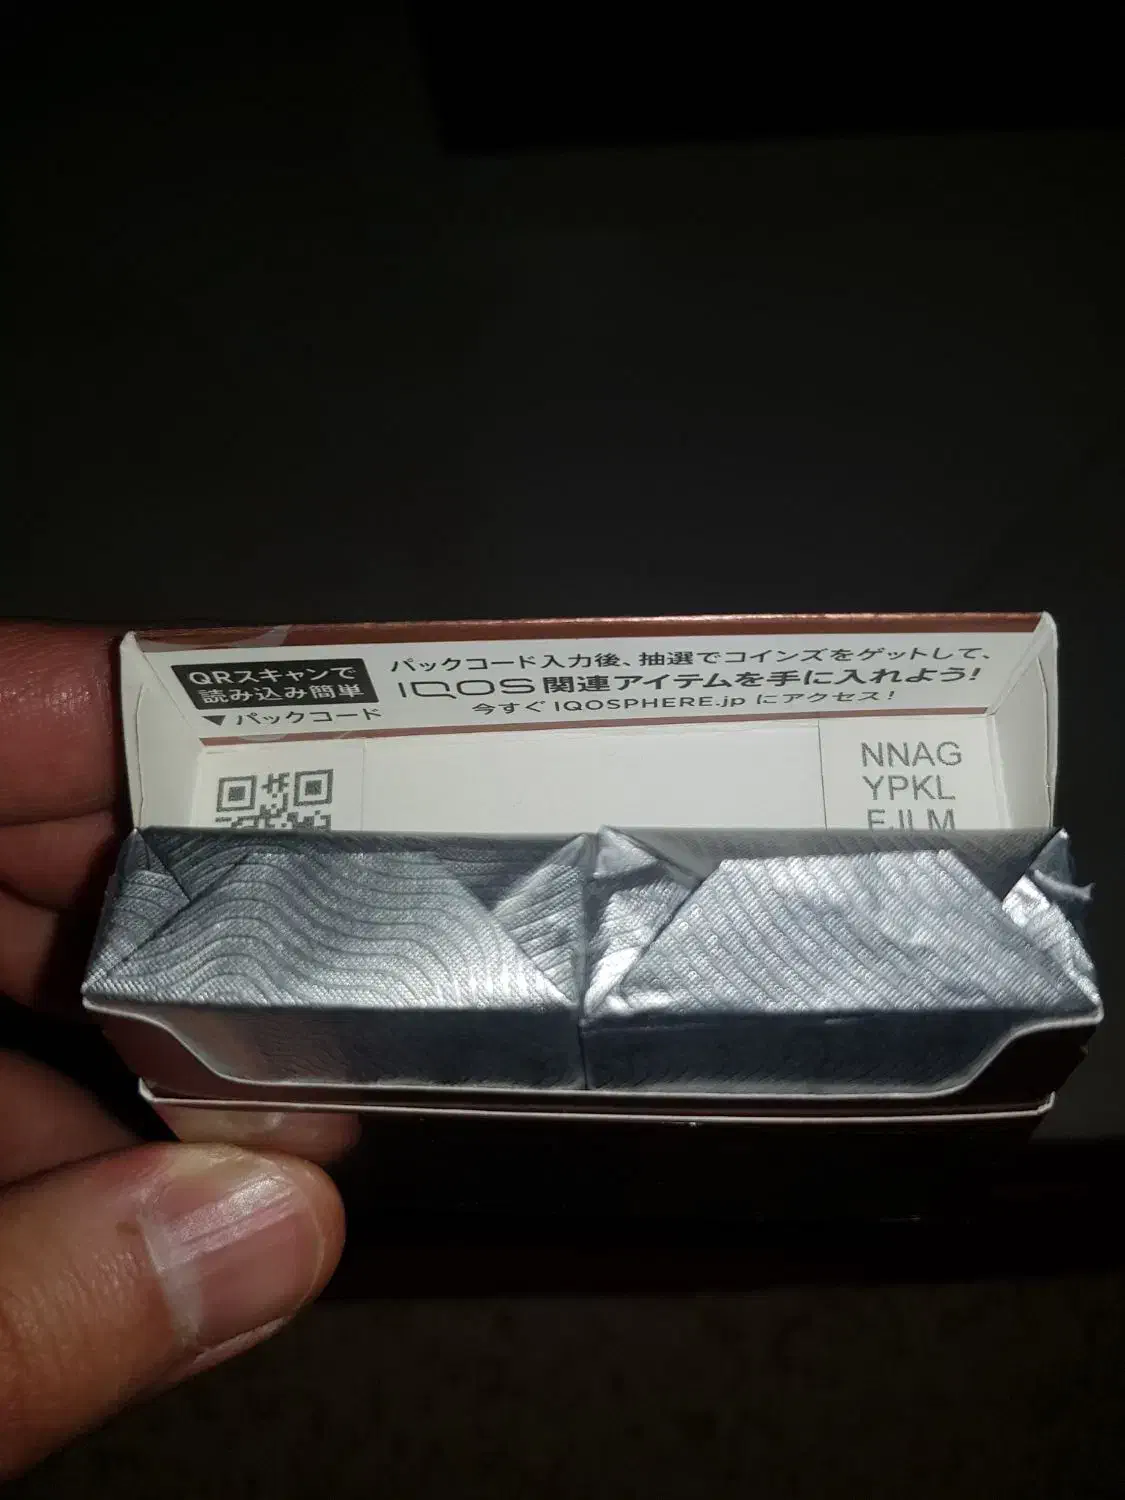 QRスキャンで
読み込み簡単
▼パックコード
パックコード入力後、抽選でコインズをゲットして、
IQOS関連アイテムを手に入れよう!
今すぐ IQOSPHERE.jp にアクセス!
NNAG
YPKL